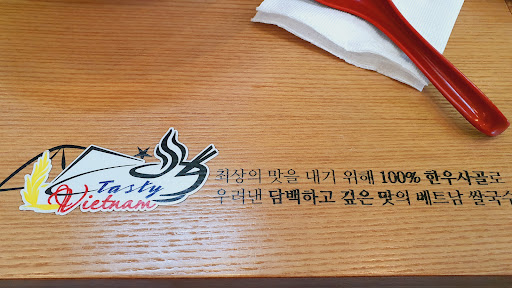 Tasty
Vietnam
최상의 맛을 내기 위해 100% 한우사골로
우려낸 담백하고 깊은 맛의 베트남 쌀국수